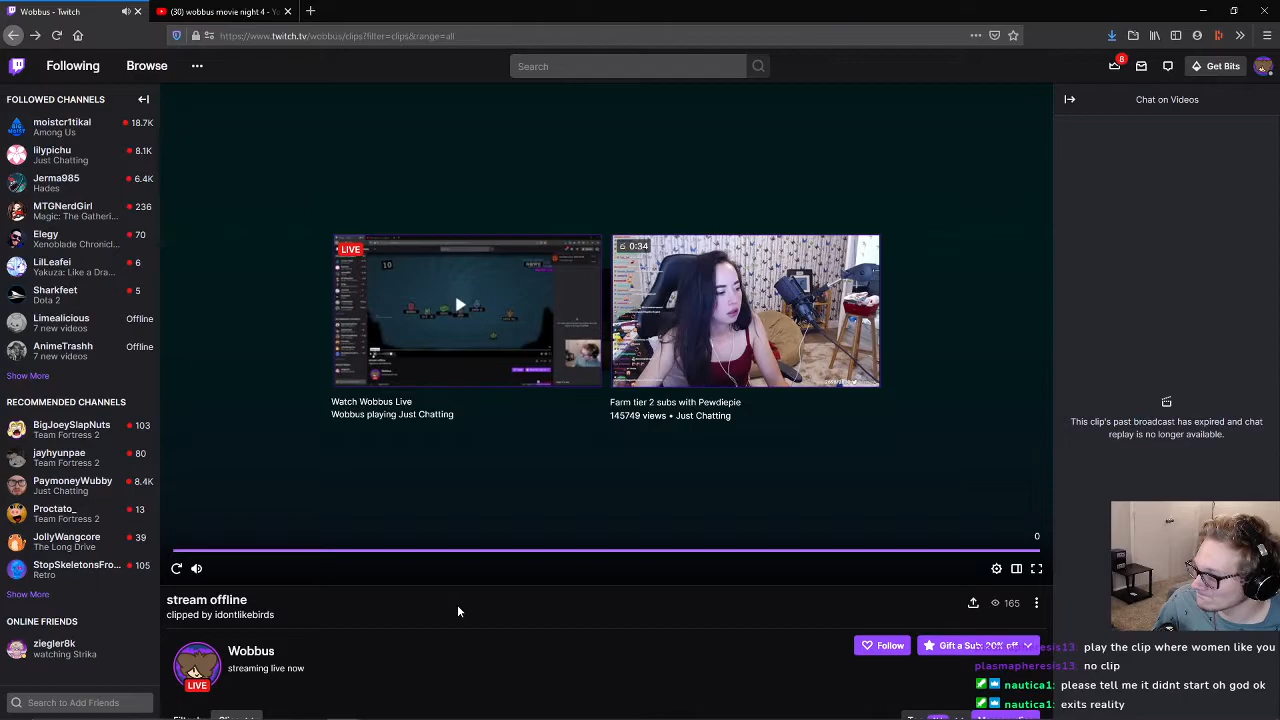 Wobbus - Twitch
(30) wobbus movie night 4 - Y
https://www.twitch.tv/wobbus/clips?filter=clips&range=all
Following
Browse
Search
8
Get Bits
FOLLOWED CHANNELS
moistcr1tikal
Among Us
18.7K
lilypichu
Just Chatting
8.1K
Jerma985
Hades
6.4K
MTGNerdGirl
Magic: The Gatheri...
236
Elegy
Xenoblade Chronicl...
70
LilLeafei
Yakuza: Like a Dra...
6
Sharkfeet
Dota 2
5
Limealicious
7 new videos
Offline
AnimeTrashh
7 new videos
Offline
Show More
RECOMMENDED CHANNELS
BigJoeySlapNuts
Team Fortress 2
103
jayhyunpae
Team Fortress 2
80
PaymoneyWubby
Just Chatting
8.4K
Proctato_
Team Fortress 2
13
JollyWangcore
The Long Drive
39
StopSkeletonsFro...
Retro
105
Show More
ONLINE FRIENDS
ziegler8k
watching Strika
Search to Add Friends
LIVE
10
Watch Wobbus Live
Wobbus playing Just Chatting
0:34
Farm tier 2 subs with Pewdiepie
145749 views • Just Chatting
0
stream offline
clipped by idontlikebirds
165
Wobbus
streaming live now
LIVE
Follow
Gift a Sub: 20% off
Chat on Videos
This clip's past broadcast has expired and chat
replay is no longer available.
plasmapheresis13: play the clip where women like you
plasmapheresis13: no clip
nautica1: please tell me it didnt start oh god ok
nautica1: exits reality